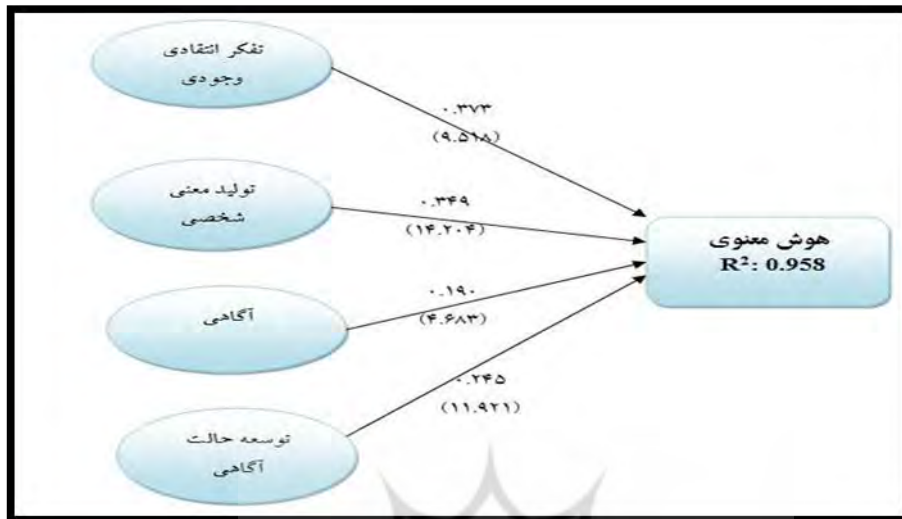 تفکر انتقادی
وجودی
۰.۳۷۳
(۹.۵۱۸)
تولید معنی
شخصی
۰.۳۴۹
(۱۴.۲۰۴)
هوش معنوی
R²: 0.958
آگاهی
۰.۱۹۰
(۴.۶۸۳)
۰.۲۴۵
(۱۱.۹۲۱)
توسعه حالت
آگاهی